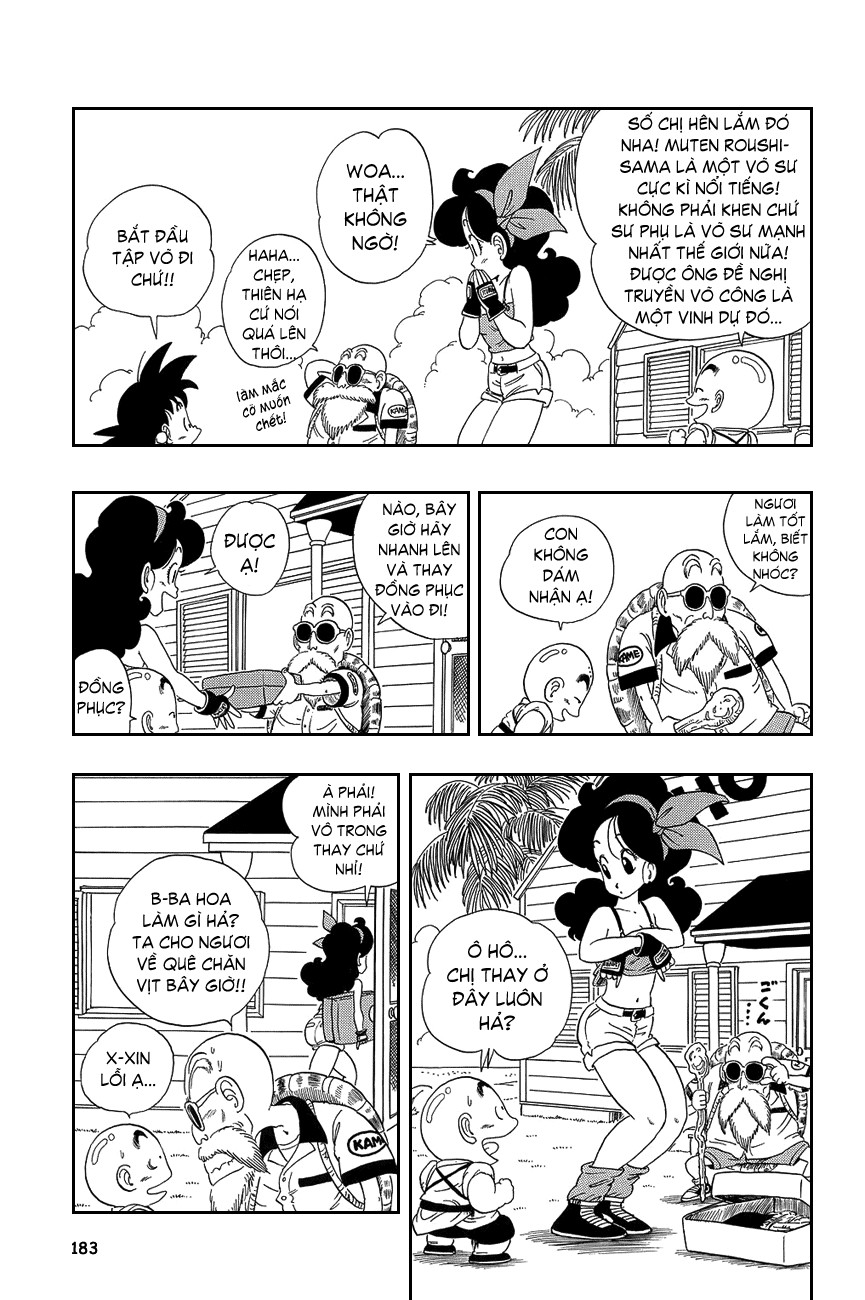 SỐ CHỊ HÊN LẮM ĐÓ
NHA! MUTEN ROUSHI-
SAMA LÀ MỘT VÕ SƯ
CỰC KÌ NỔI TIẾNG!
KHÔNG PHẢI KHEN CHỨ
SƯ PHỤ LÀ VÕ SƯ MẠNH
NHẤT THẾ GIỚI NỮA!
ĐƯỢC ÔNG ĐỀ NGHỊ
TRUYỀN VÕ CÔNG LÀ
MỘT VINH DỰ ĐÓ...
WOA...
THẬT
KHÔNG
NGỜ!
HAHA...
CHẸP,
THIÊN HẠ
CỨ NÓI
QUÁ LÊN
THÔI...
làm mắc
cỡ muốn
chết!
BẮT ĐẦU
TẬP VÕ ĐI
CHỨ!!
KAME
NGƯƠI
LÀM TỐT
LẮM, BIẾT
KHÔNG
NHÓC?
CON
KHÔNG
DÁM
NHẬN Ạ!
KAME
NÀO, BÂY
GIỜ HÃY
NHANH LÊN
VÀ THAY
ĐỒNG PHỤC
VÀO ĐI!
ĐƯỢC
Ạ!
ĐỒNG
PHỤC?
Ô HÔ...
CHỊ THAY Ở
ĐÂY LUÔN
HẢ?
ごくん…
À PHẢI!
MÌNH PHẢI
VÔ TRONG
THAY CHỨ
NHỈ!
B-BA HOA
LÀM GÌ HẢ?
TA CHO NGƯƠI
VỀ QUÊ CHĂN
VỊT BÂY GIỜ!!
X-XIN
LỖI Ạ...
KAME
183